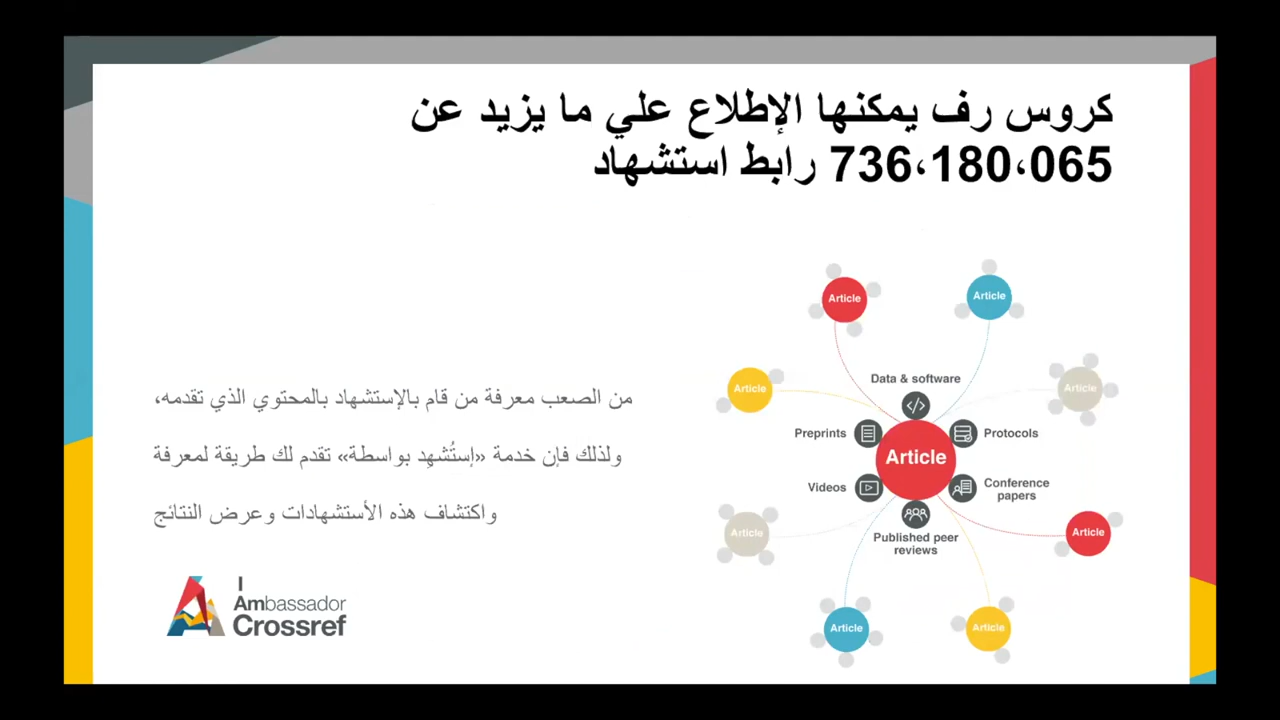 كروس رف يمكنها الإطلاع علي ما يزيد عن
736،180،065 رابط استشهاد
من الصعب معرفة من قام بالإستشهاد بالمحتوي الذي تقدمه،
ولذلك فإن خدمة «إستُشهِد بواسطة» تقدم لك طريقة لمعرفة
واكتشاف هذه الأستشهادات وعرض النتائج
Article
Article
Article
Article
Data & software
Preprints
Protocols
Article
Videos
Conference
papers
Published peer
reviews
Article
Article
Article
Article
I
Ambassador
Crossref